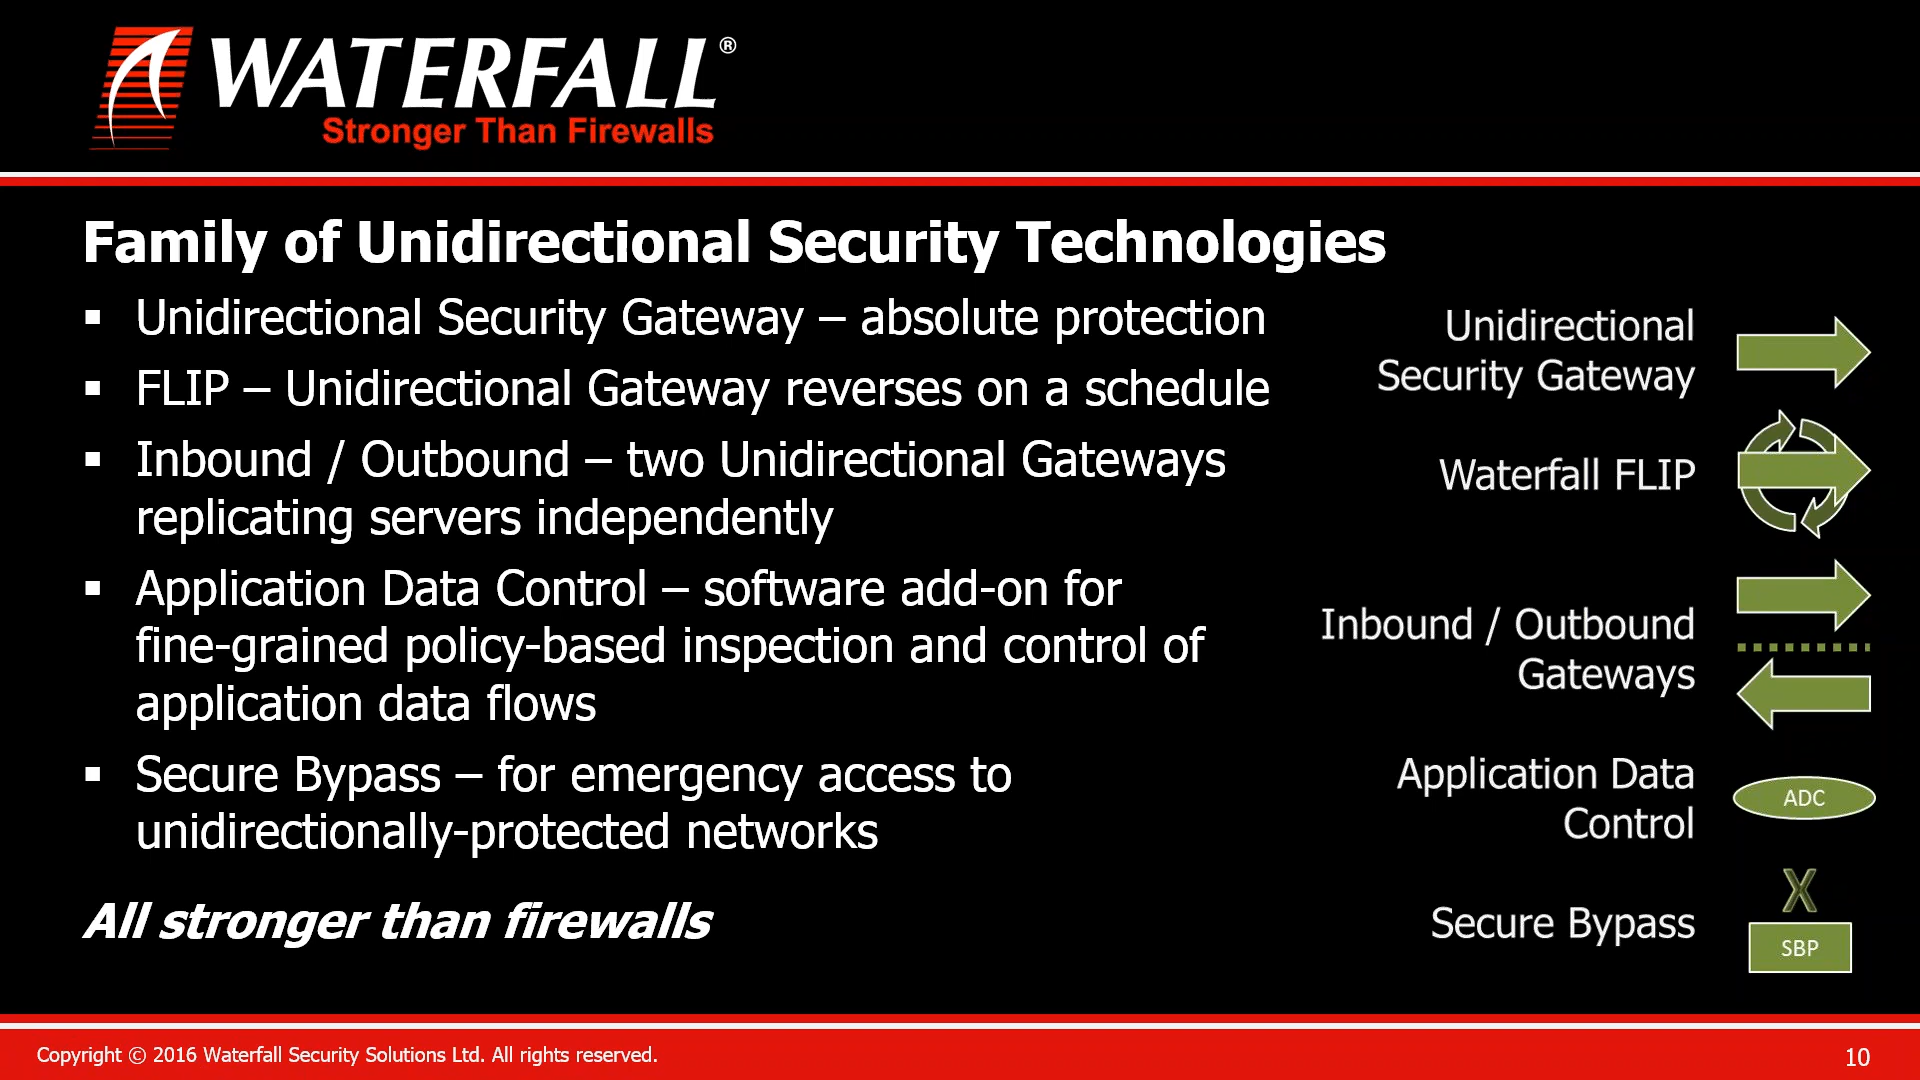 WATERFALL®
Stronger Than Firewalls
Family of Unidirectional Security Technologies
▪ Unidirectional Security Gateway – absolute protection
▪ FLIP – Unidirectional Gateway reverses on a schedule
▪ Inbound / Outbound – two Unidirectional Gateways
replicating servers independently
▪ Application Data Control – software add-on for
fine-grained policy-based inspection and control of
application data flows
▪ Secure Bypass – for emergency access to
unidirectionally-protected networks
All stronger than firewalls
Unidirectional
Security Gateway
Waterfall FLIP
Inbound / Outbound
Gateways
Application Data
Control
ADC
X
Secure Bypass
SBP
Copyright © 2016 Waterfall Security Solutions Ltd. All rights reserved.
10